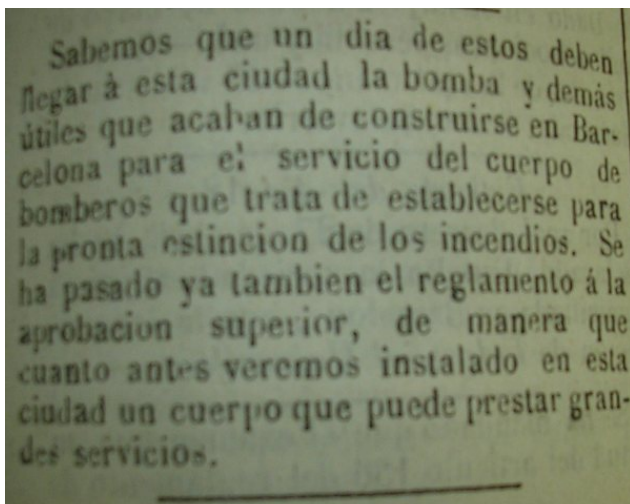 Sabemos que un dia de estos deben
llegar à esta ciudad la bomba y demás
útiles que acaban de construirse en Bar-
celona para el servicio del cuerpo de
bomberos que trata de establecerse para
la pronta estincion de los incendios. Se
ha pasado ya tambien el reglamento á la
aprobacion superior, de manera que
cuanto antes veremos instalado en esta
ciudad un cuerpo que puede prestar gran-
des servicios.